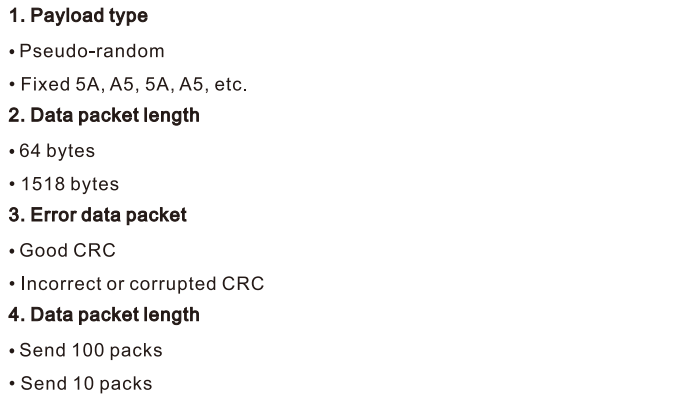 1. Payload type
• Pseudo-random
• Fixed 5A, A5, 5A, A5, etc.
2. Data packet length
• 64 bytes
• 1518 bytes
3. Error data packet
• Good CRC
• Incorrect or corrupted CRC
4. Data packet length
• Send 100 packs
• Send 10 packs